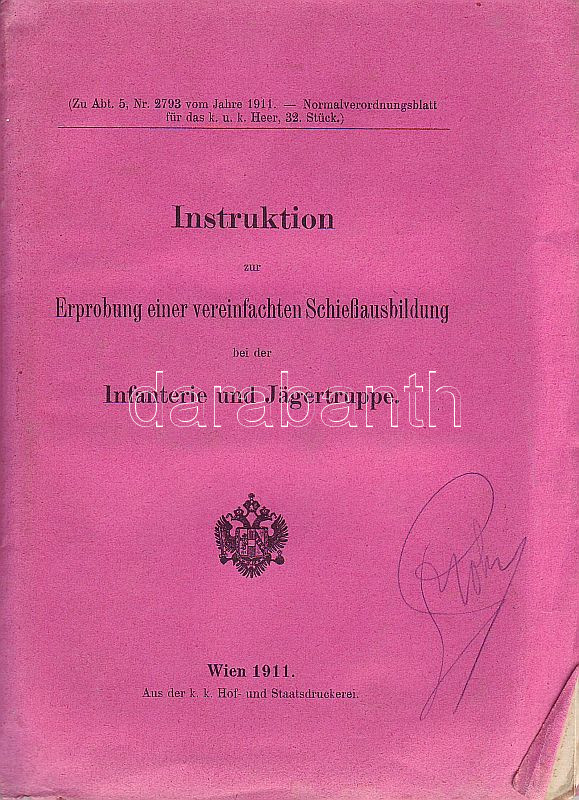 (Zu Abt. 5, Nr. 2793 vom Jahre 1911. — Normalverordnungsblatt
für das k. u. k. Heer, 32. Stück.)
Instruktion
zur
Erprobung einer vereinfachten Schießausbildung
bei der
Infanterie und Jägertruppe.
darabanth
Wien 1911.
Aus der k. k. Hof- und Staatsdruckerei.